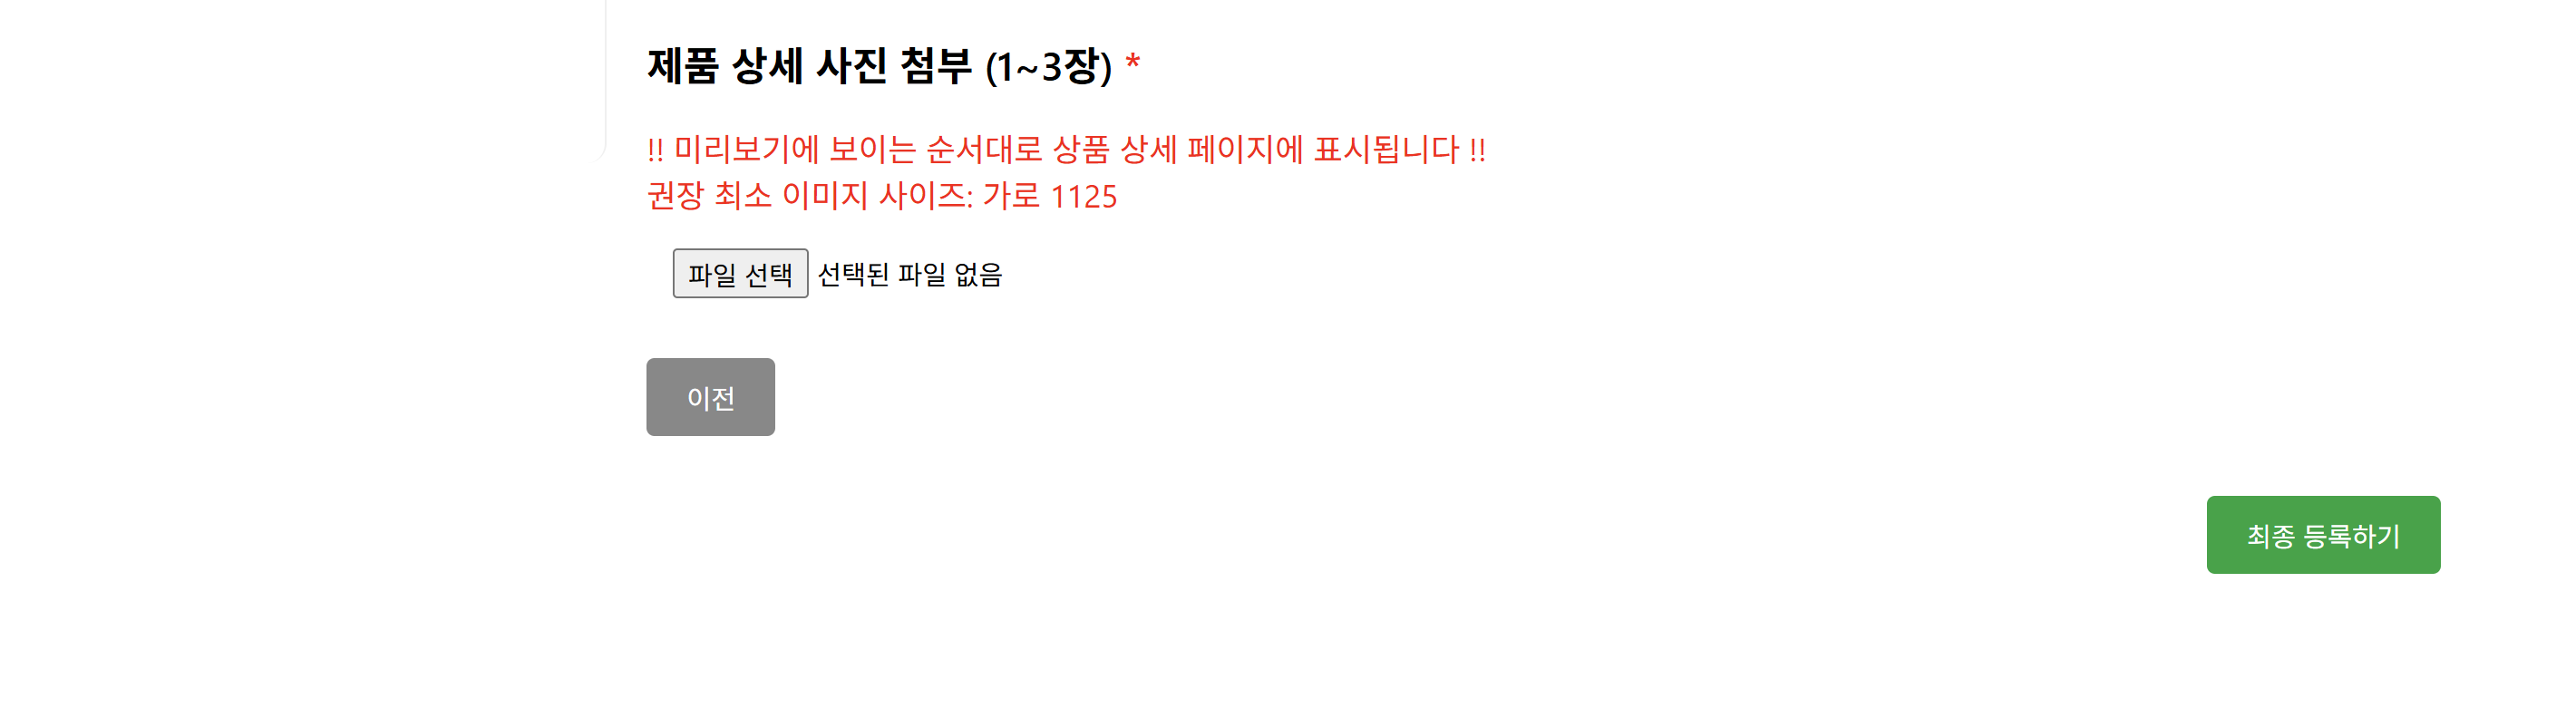 제품 상세 사진 첨부 (1~3장) *
!! 미리보기에 보이는 순서대로 상품 상세 페이지에 표시됩니다 !!
권장 최소 이미지 사이즈: 가로 1125
파일 선택 선택된 파일 없음
이전
최종 등록하기